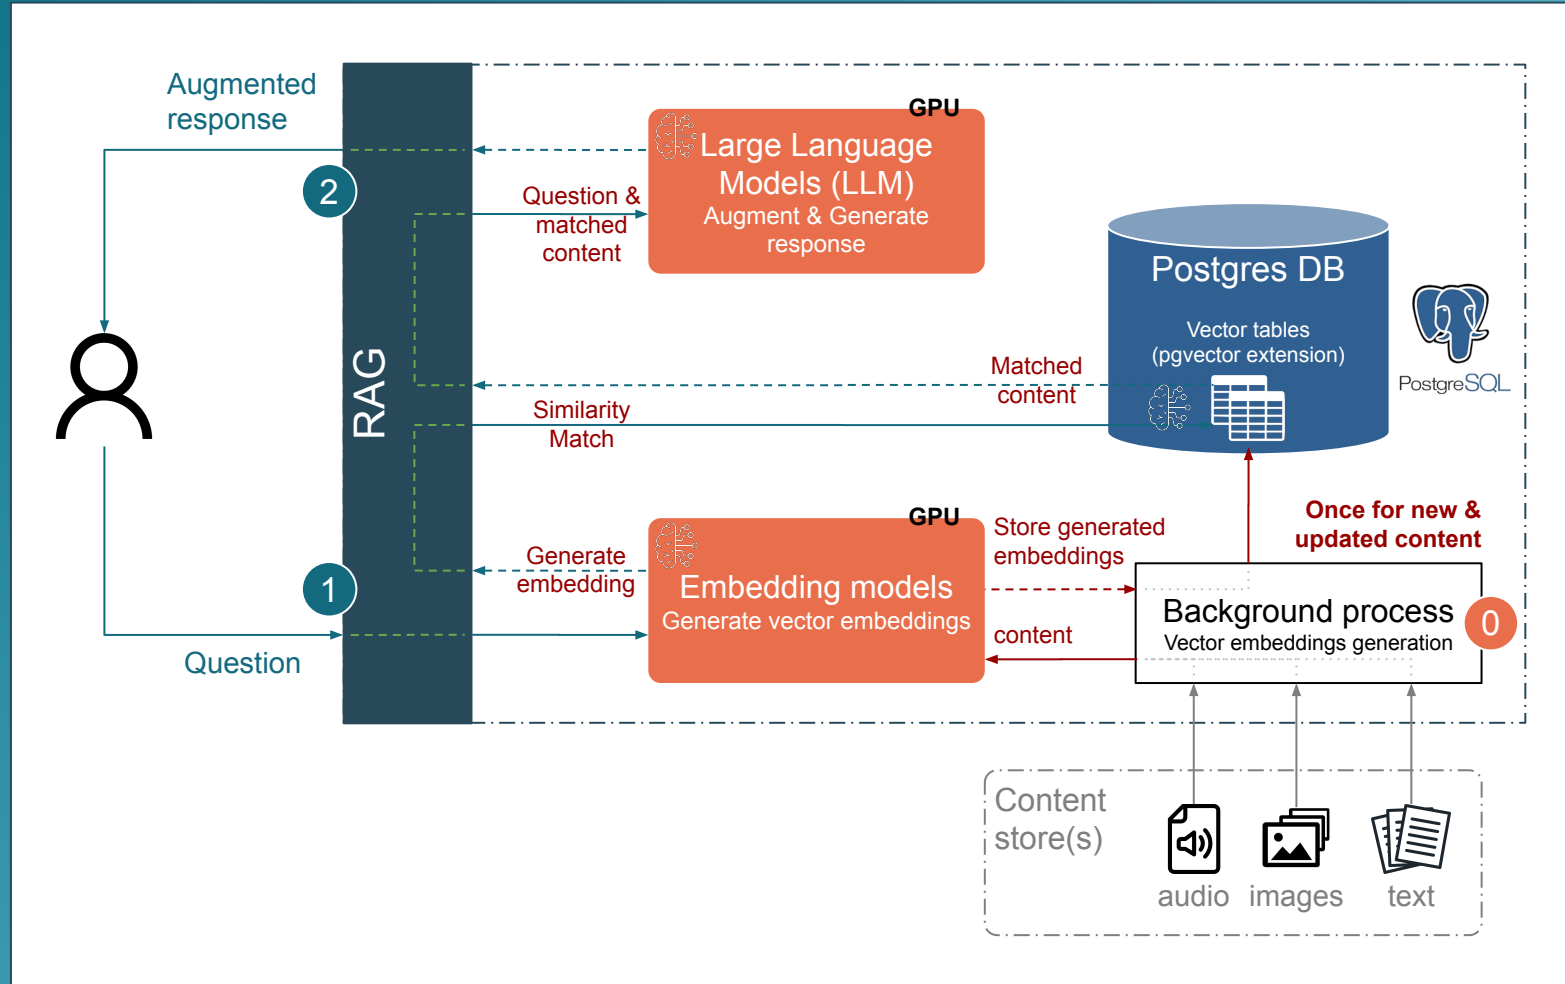 Augmented
response
2
GPU
Large Language
Models (LLM)
Augment & Generate
response
Question &
matched
content
RAG
Postgres DB
Vector tables
(pgvector extension)
PostgreSQL
Matched
content
Similarity
Match
GPU
Embedding models
Generate vector embeddings
Generate
embedding
1
Question
Store generated
embeddings
content
Once for new &
updated content
Background process
Vector embeddings generation
0
Content
store(s)
audio
images
text